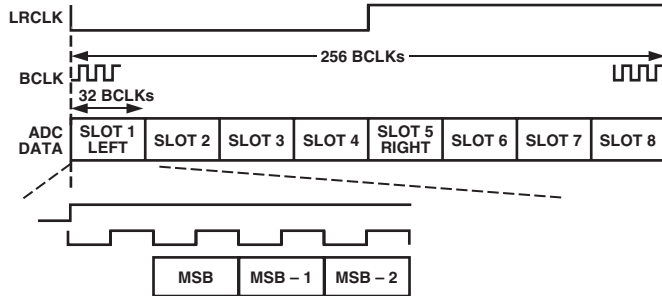 LRCLK
256 BCLKs
BCLK
32 BCLKs
ADC DATA
SLOT 1 LEFT
SLOT 2
SLOT 3
SLOT 4
SLOT 5 RIGHT
SLOT 6
SLOT 7
SLOT 8
MSB
MSB – 1
MSB – 2